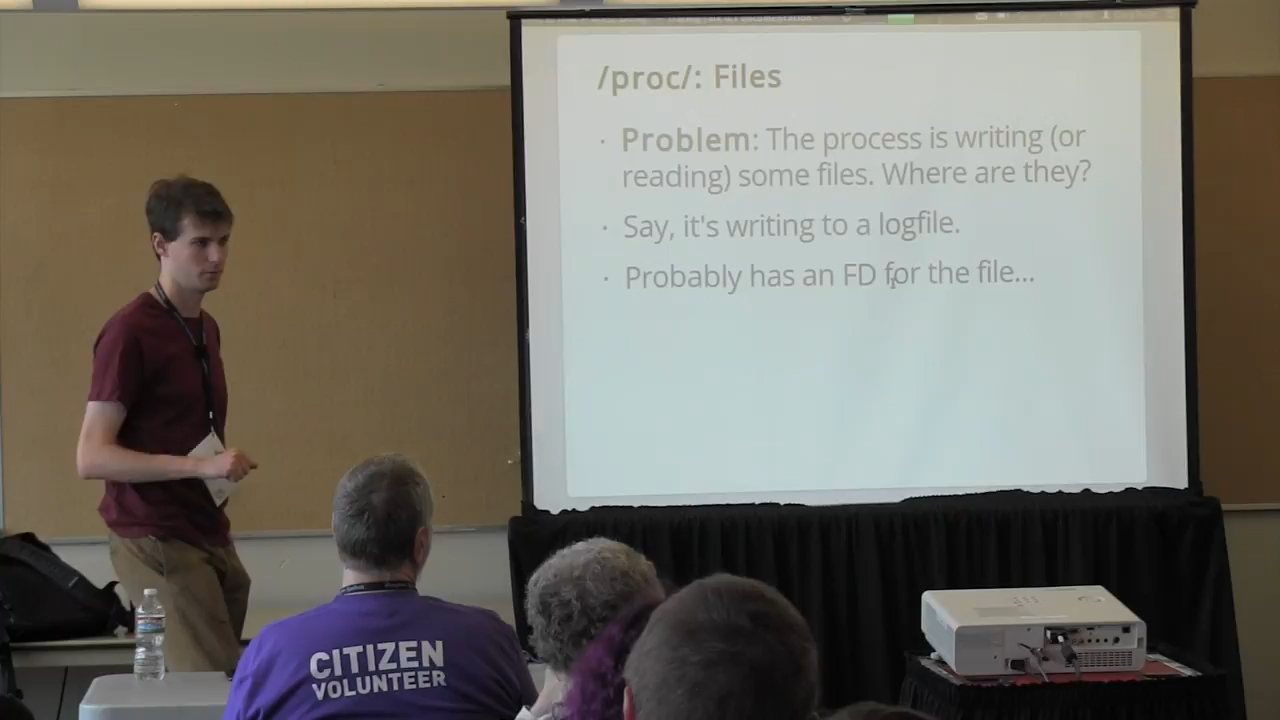 /proc/: Files
· Problem: The process is writing (or
reading) some files. Where are they?
· Say, it's writing to a logfile.
· Probably has an FD for the file...
CITIZEN
VOLUNTEER